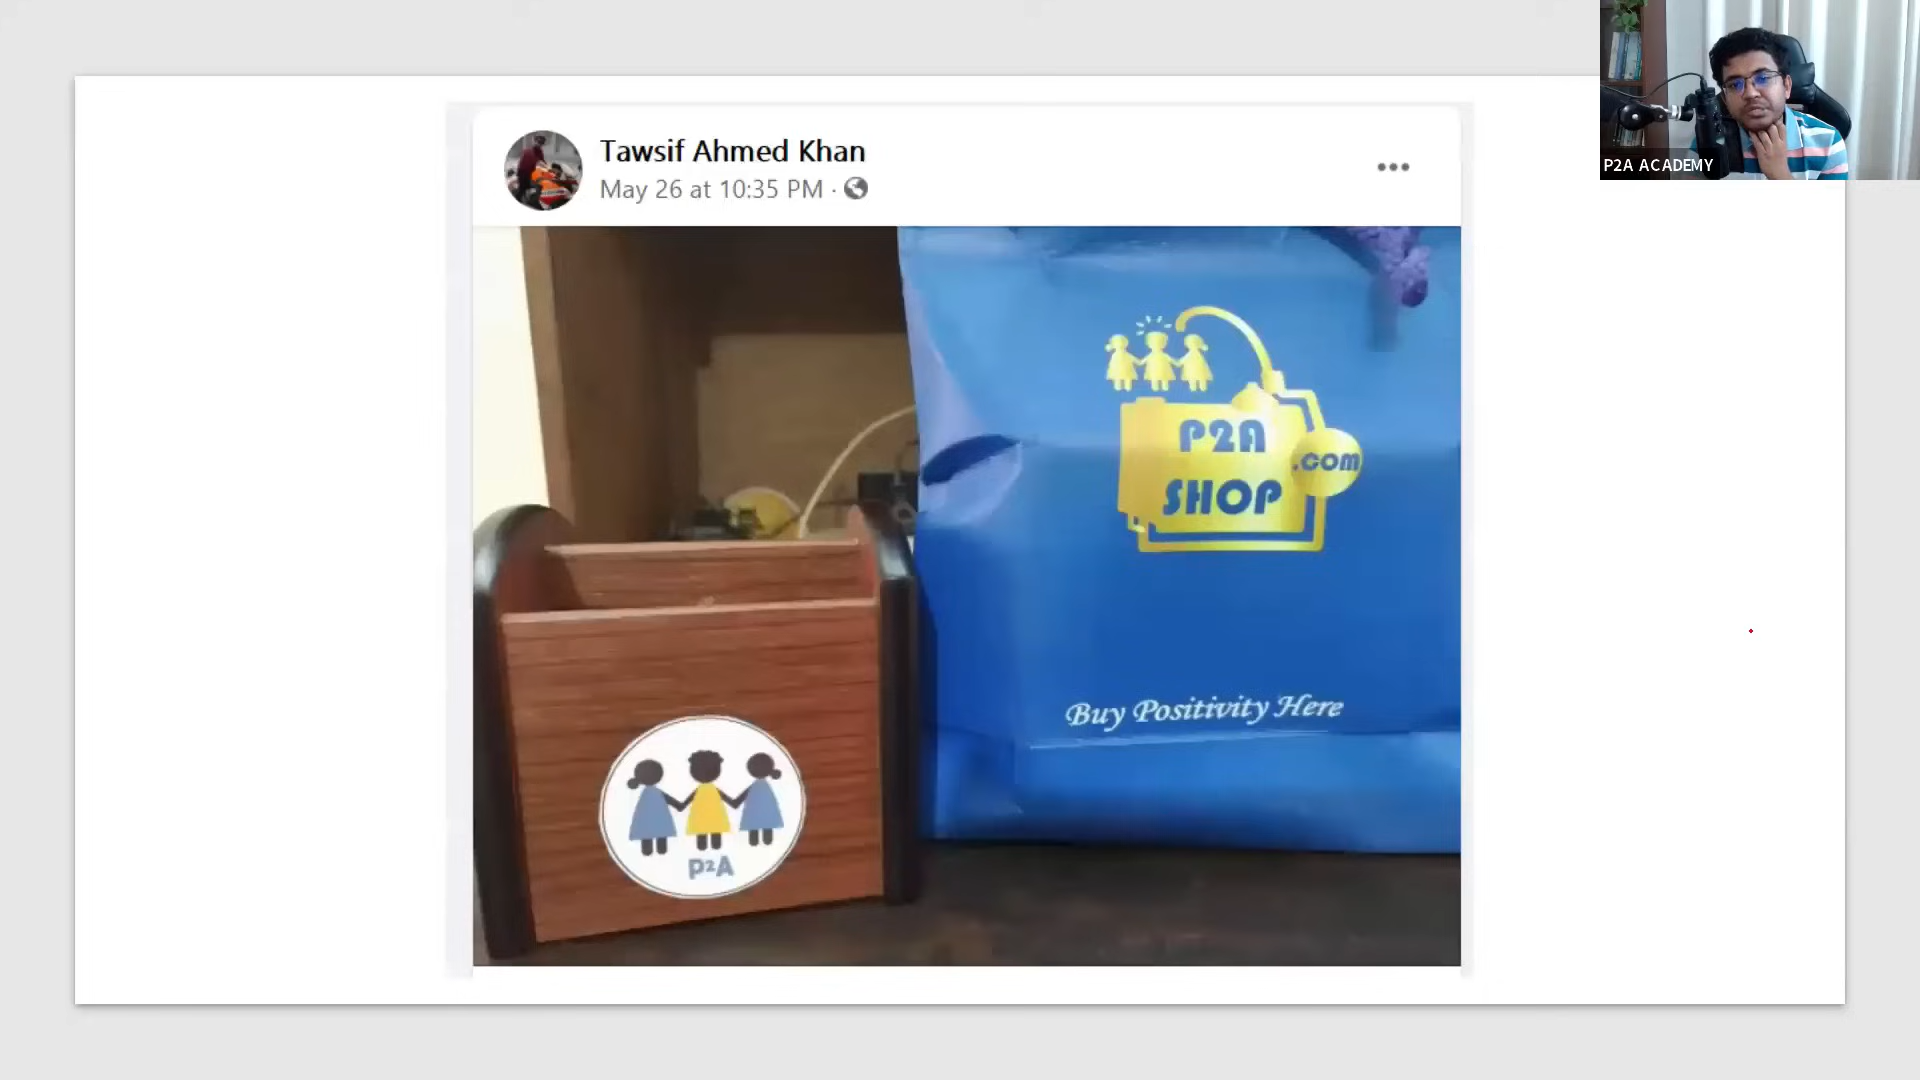 Tawsif Ahmed Khan
May 26 at 10:35 PM ·
P2A
.com
SHOP
Buy Positivity Here
P2A
P2A ACADEMY